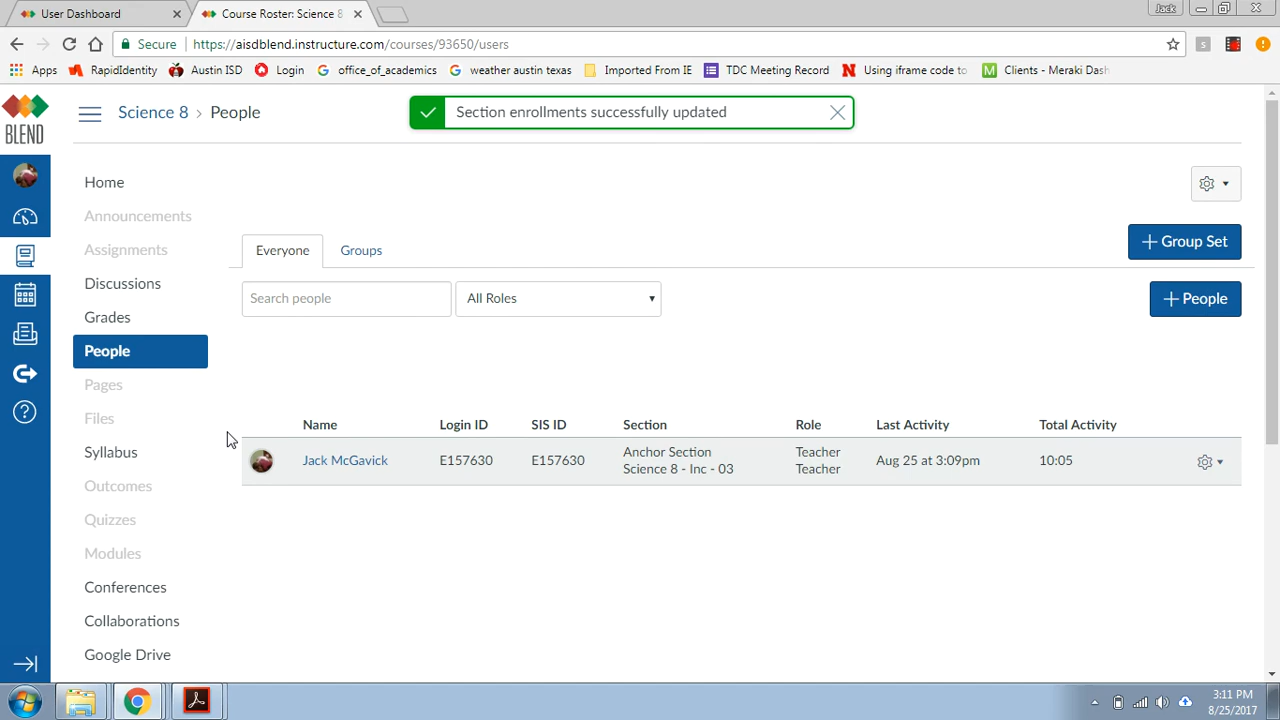 User Dashboard
Course Roster: Science 8
Jack
Secure
https://aisdblend.instructure.com/courses/93650/users
Apps
RapidIdentity
Austin ISD
Login
office_of_academics
weather austin texas
Imported From IE
TDC Meeting Record
Using iframe code to
Clients - Meraki Dash
BLEND
Science 8 › People
Section enrollments successfully updated
Home
Announcements
Assignments
Discussions
Grades
People
Pages
Files
Syllabus
Outcomes
Quizzes
Modules
Conferences
Collaborations
Google Drive
Everyone
Groups
+ Group Set
Search people
All Roles
+ People
Name Login ID SIS ID Section Role Last Activity Total Activity
Jack McGavick E157630 E157630 Anchor Section Teacher Aug 25 at 3:09pm 10:05
Science 8 - Inc - 03 Teacher
3:11 PM
8/25/2017